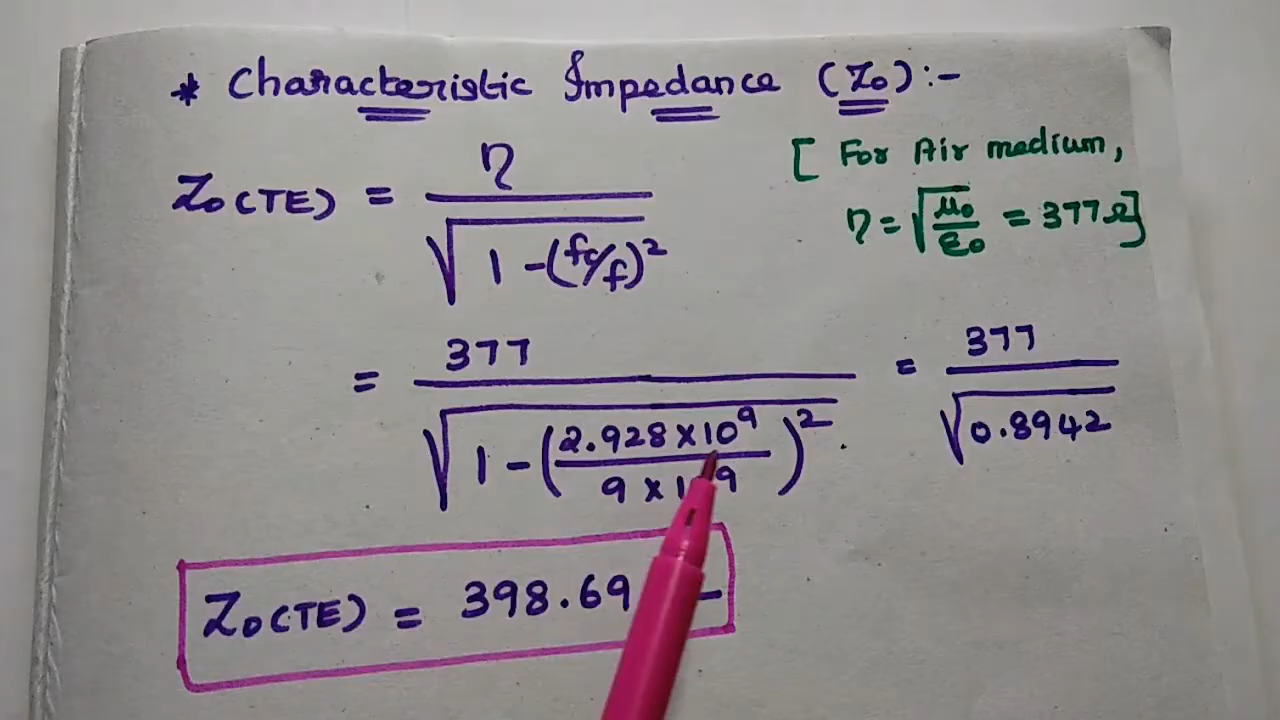 * Characteristic Impedance (Z₀) :-
[ For Air medium,
η = √(μ₀/ε₀) = 377Ω ]
Z₀(TE) = η / √(1-(fc/f)²)
= 377 / √(1-(2.928×10⁹ / 9×10⁹)²) = 377 / √0.8942
Z₀(TE) = 398.69